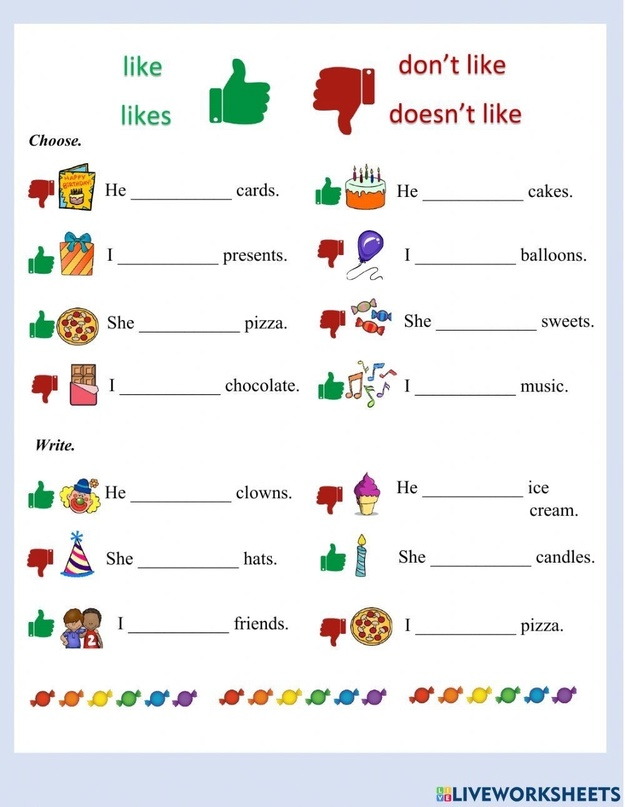 like
don't like
likes
doesn't like
Choose.
HAPPY
BIRTHDAY
He ___________ cards.
He ___________ cakes.
I ___________ presents.
I ___________ balloons.
She ___________ pizza.
She ___________ sweets.
I ___________ chocolate.
I ___________ music.
Write.
He ___________ clowns.
He ___________ ice
cream.
She ___________ hats.
She ___________ candles.
I ___________ friends.
2
I ___________ pizza.
LIVE
LIVEWORKSHEETS